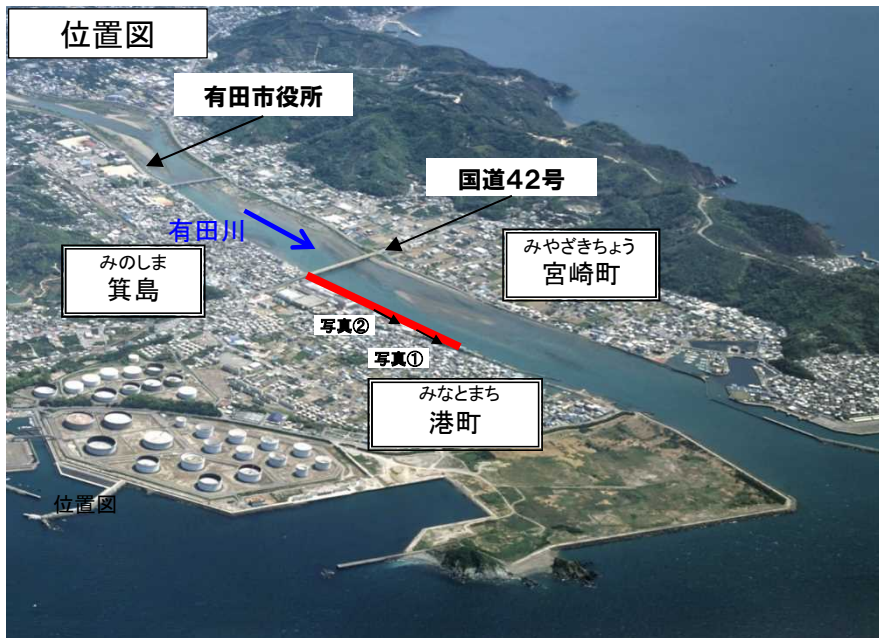 位置図
有田市役所
国道42号
有田川
みやざきちょう
宮崎町
みのしま
箕島
写真②
写真①
みなとまち
港町
位置図